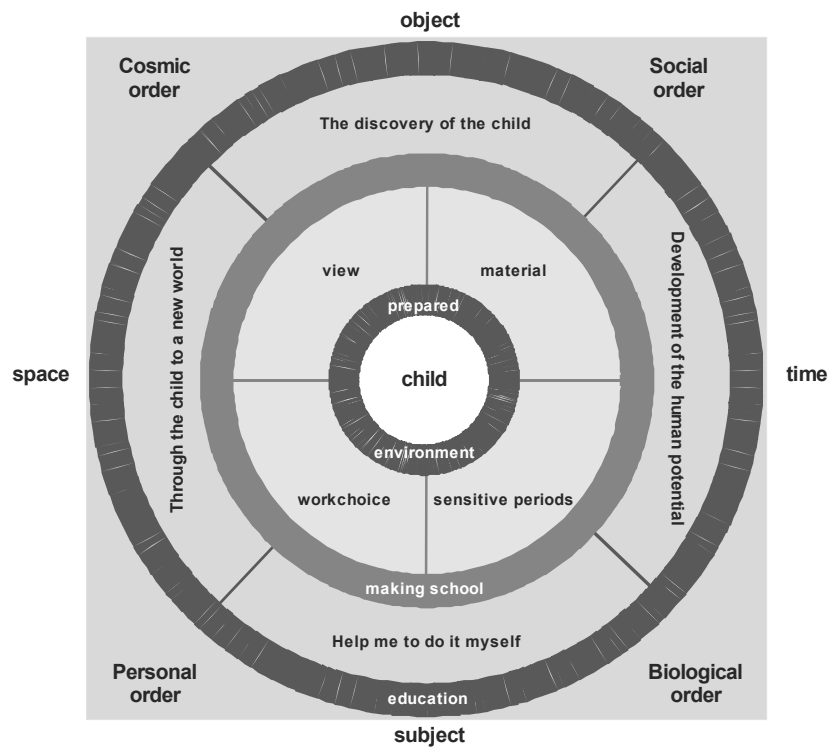 object
Cosmic
order
Social
order
The discovery of the child
Through the child to a new world
Development of the human potential
view
material
prepared
space
child
time
environment
workchoice
sensitive periods
making school
Help me to do it myself
Personal
order
education
Biological
order
subject